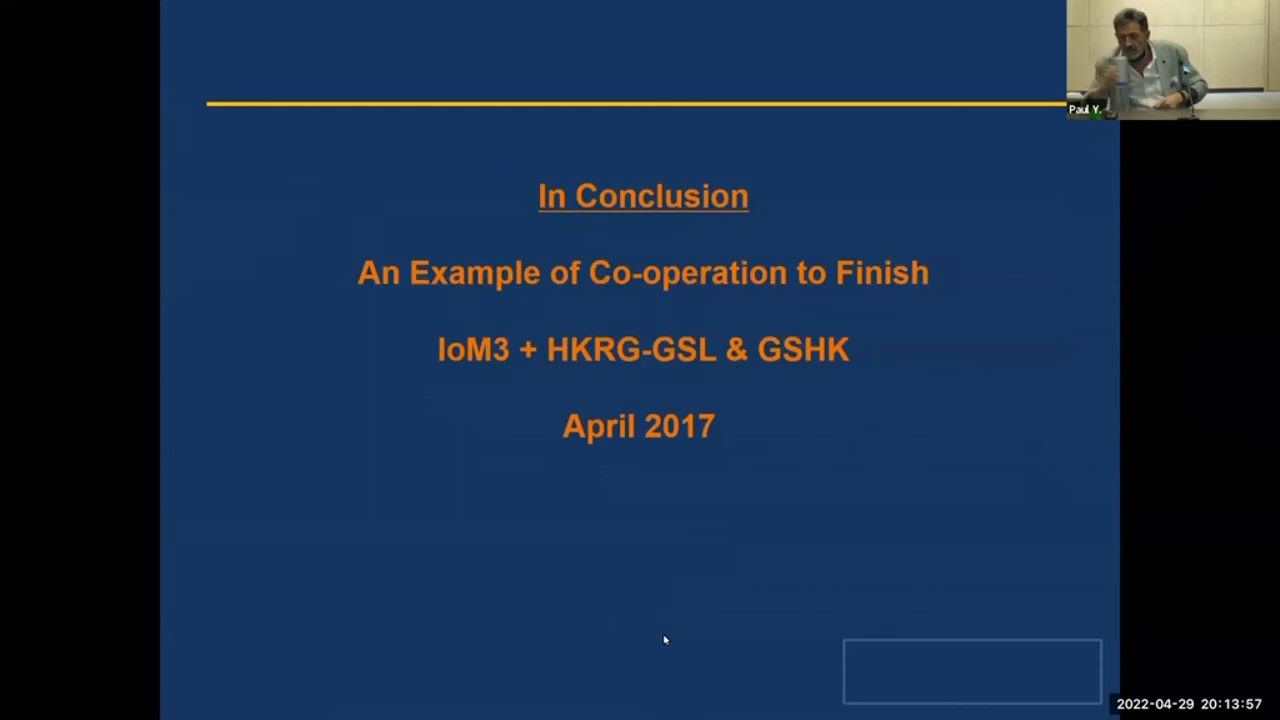 Paul Y.
In Conclusion
An Example of Co-operation to Finish
IoM3 + HKRG-GSL & GSHK
April 2017
2022-04-29 20:13:57